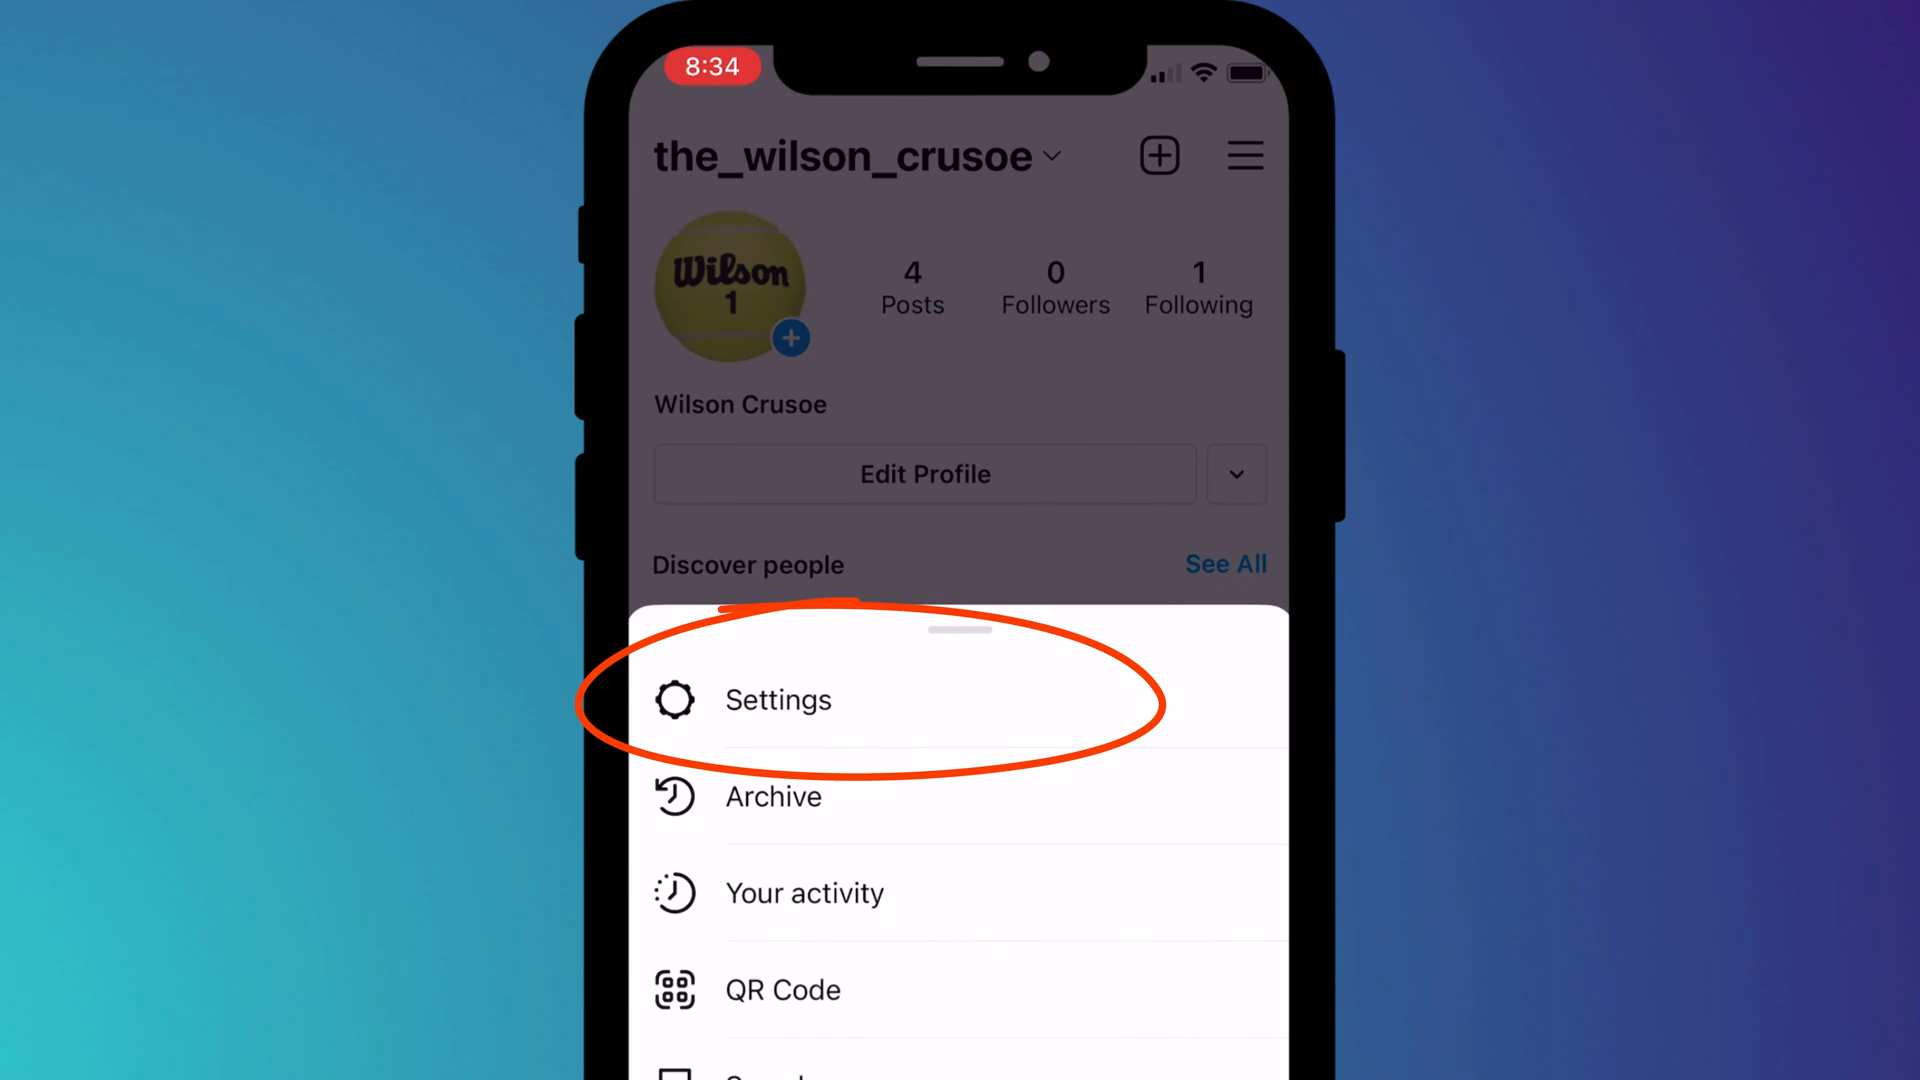 8:34
the_wilson_crusoe
Wilson
1
4
Posts
0
Followers
1
Following
Wilson Crusoe
Edit Profile
Discover people
See All
Settings
Archive
Your activity
QR Code